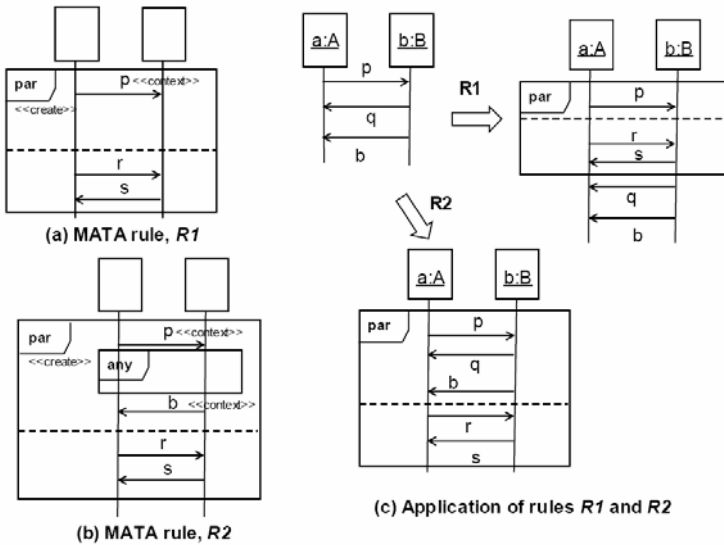 par
p
<<context>>
<<create>>
r
s
(a) MATA rule, R1
par
p
<<context>>
<<create>>
any
b
<<context>>
r
s
(b) MATA rule, R2
a:A
b:B
p
q
b
R1
R2
a:A
b:B
par
p
r
s
q
b
a:A
b:B
par
p
q
b
r
s
(c) Application of rules R1 and R2